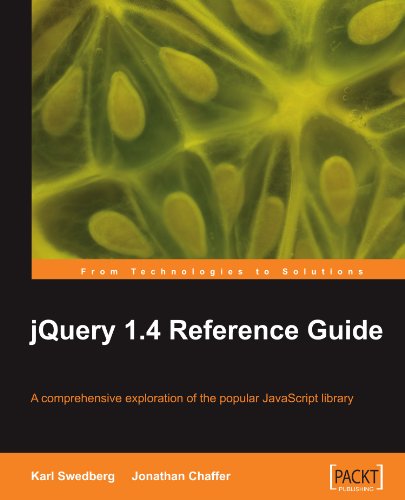 From Technologies to Solutions
jQuery 1.4 Reference Guide
A comprehensive exploration of the popular JavaScript library
Karl Swedberg Jonathan Chaffer
PACKT
PUBLISHING